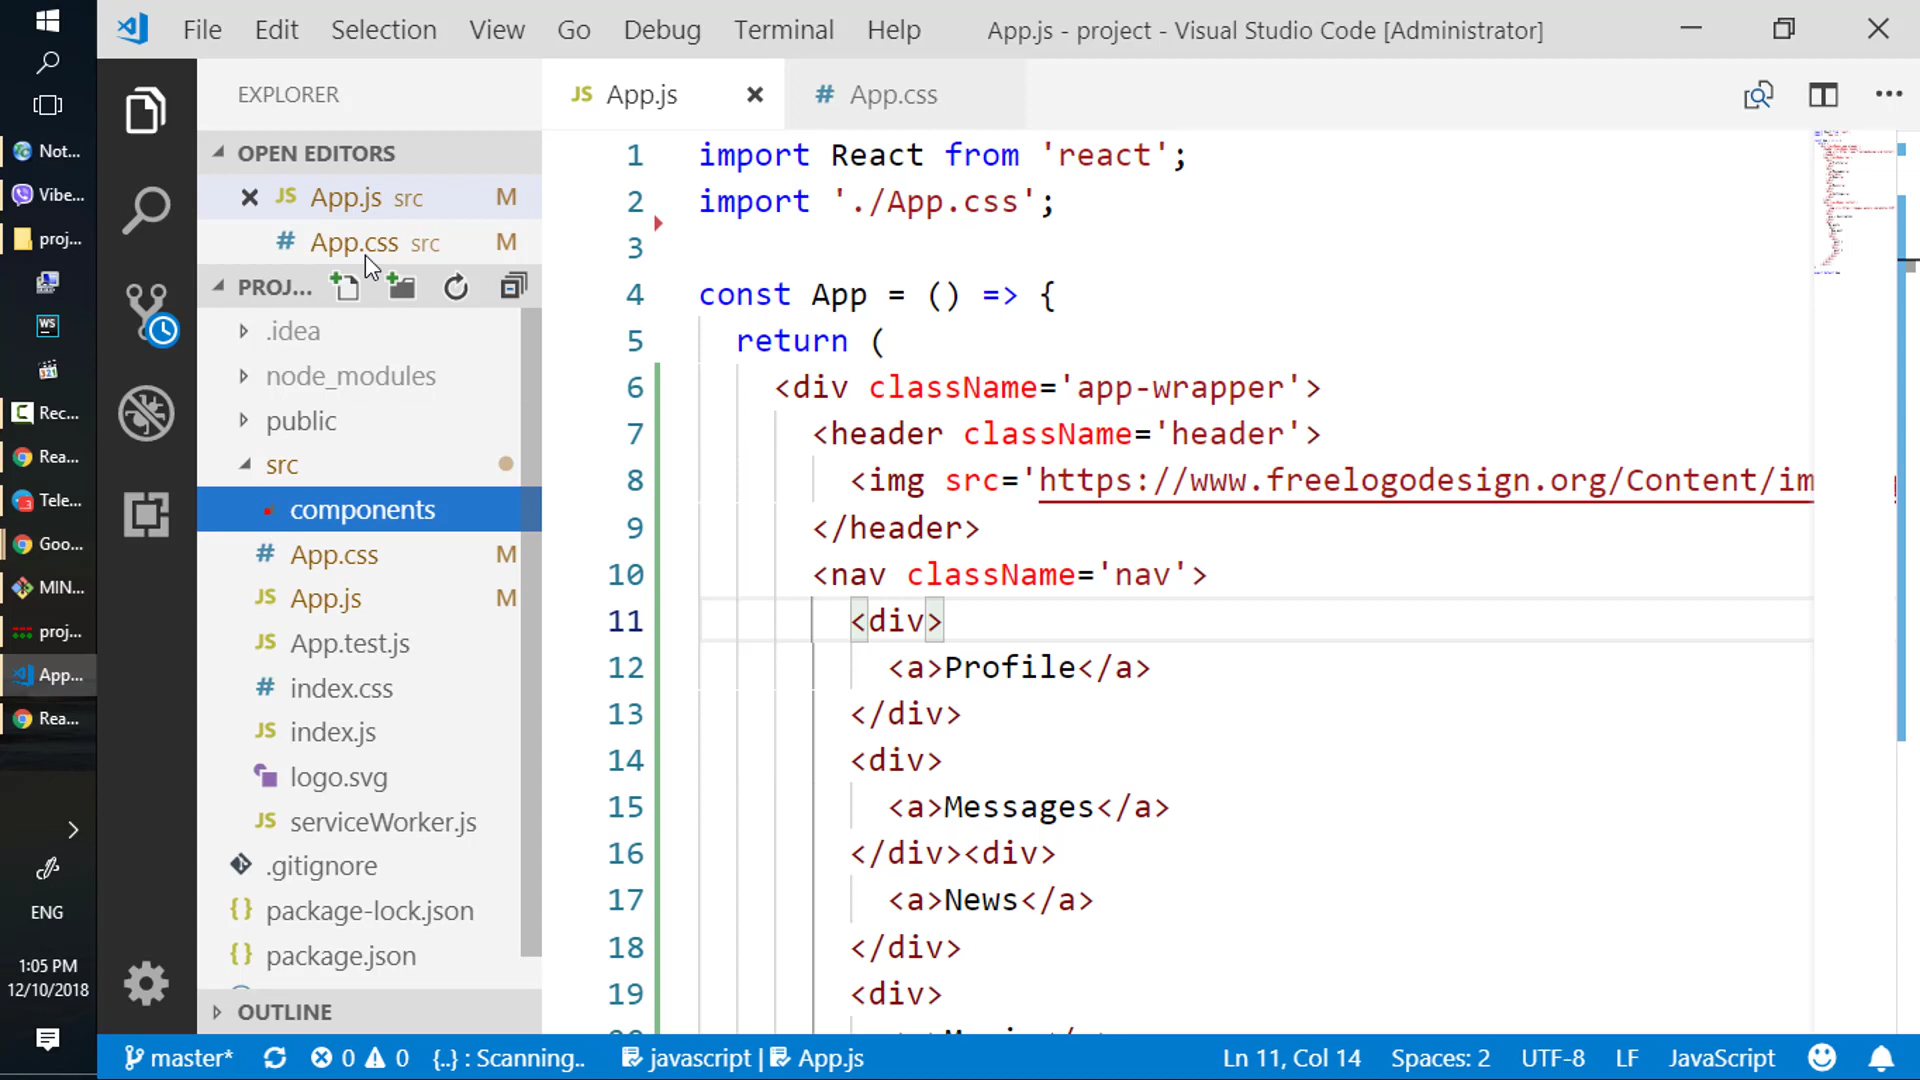 File Edit Selection View Go Debug Terminal Help App.js - project - Visual Studio Code [Administrator]
EXPLORER
JS App.js
# App.css
OPEN EDITORS
JS App.js src M
# App.css src M
PROJ...
.idea
node_modules
public
src
components
# App.css M
JS App.js M
JS App.test.js
# index.css
JS index.js
logo.svg
JS serviceWorker.js
.gitignore
{} package-lock.json
{} package.json
OUTLINE
1 import React from 'react';
2 import './App.css';
3
4 const App = () => {
5 return (
6 <div className='app-wrapper'>
7 <header className='header'>
8 <img src='https://www.freelogodesign.org/Content/im
9 </header>
10 <nav className='nav'>
11 <div>
12 <a>Profile</a>
13 </div>
14 <div>
15 <a>Messages</a>
16 </div><div>
17 <a>News</a>
18 </div>
19 <div>
Not...
Vibe...
proj...
WS
321
Rec...
Rea...
Tele...
Goo...
MIN...
proj...
App...
Rea...
ENG
1:05 PM
12/10/2018
master* 0 0 {..} : Scanning.. javascript | App.js Ln 11, Col 14 Spaces: 2 UTF-8 LF JavaScript